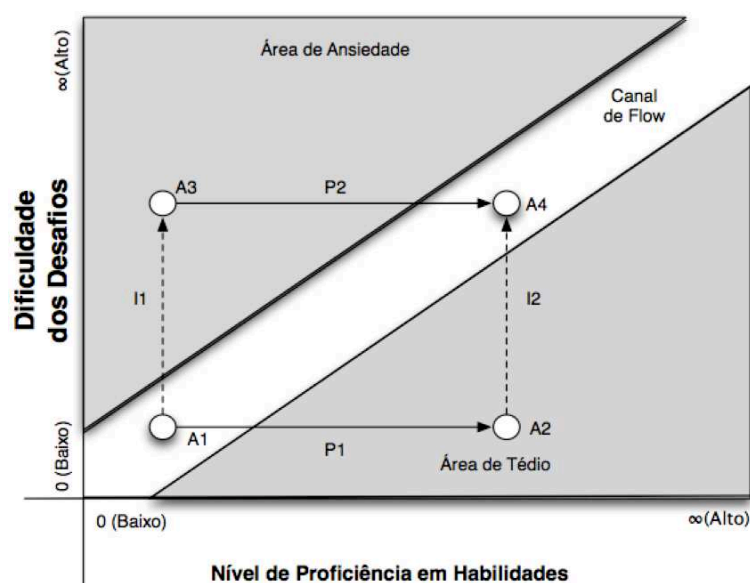 ∞(Alto)
Área de Ansiedade
Canal
de Flow
Dificuldade
dos Desafios
A3
P2
A4
I1
I2
0 (Baixo)
A1
P1
A2
Área de Tédio
0 (Baixo)
∞(Alto)
Nível de Proficiência em Habilidades